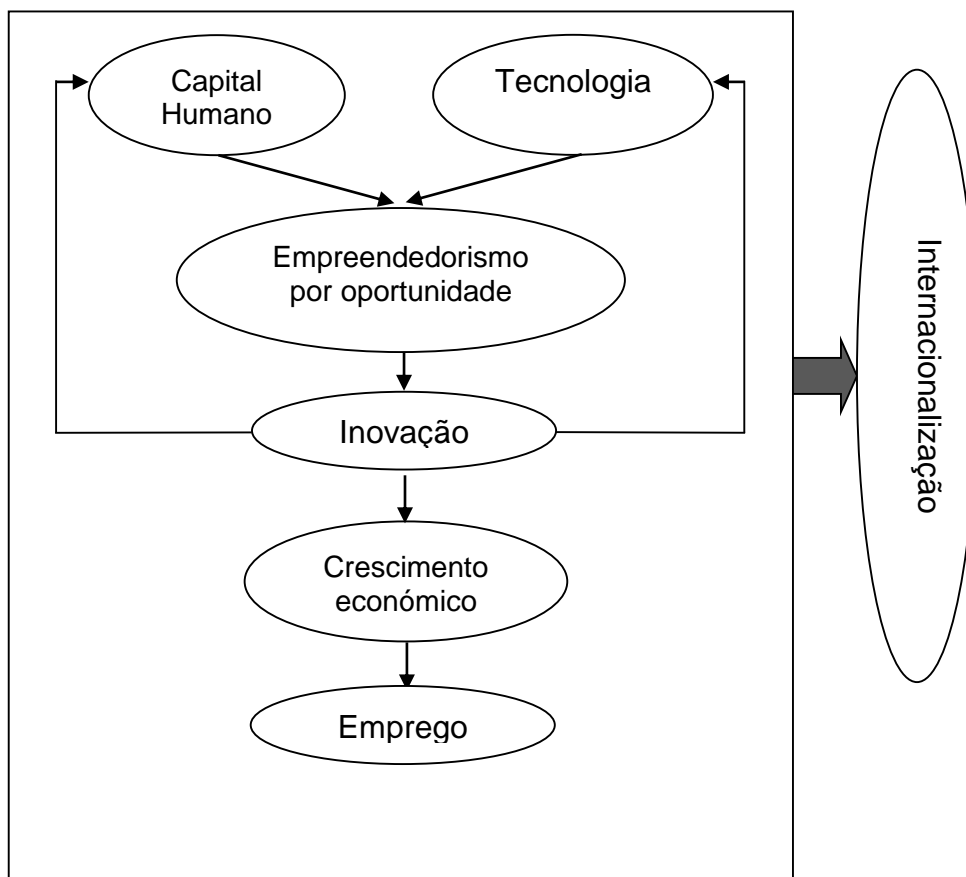 Capital
Humano
Tecnologia
Empreendedorismo
por oportunidade
Inovação
Crescimento
económico
Emprego
Internacionalização